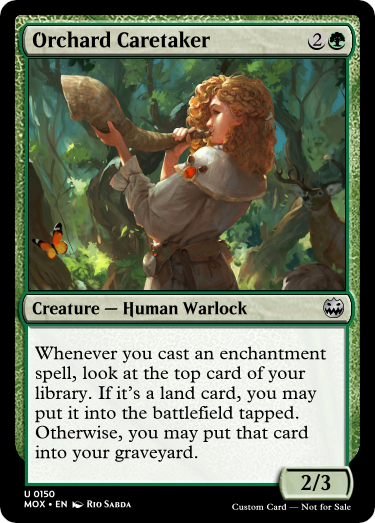 Orchard Caretaker 2
Creature — Human Warlock
Whenever you cast an enchantment
spell, look at the top card of your
library. If it's a land card, you may
put it into the battlefield tapped.
Otherwise, you may put that card
into your graveyard.
2/3
U 0150
MOX • EN Rio Sabda
Custom Card — Not for Sale